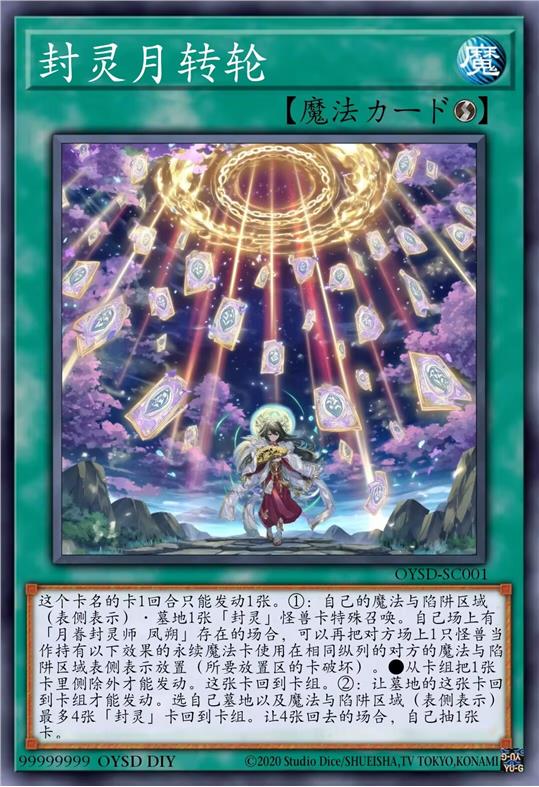 封灵月转轮
魔
【魔法カード】
OYSD-SC001
这个卡名的卡1回合只能发动1张。①：自己的魔法与陷阱区域
（表侧表示）·墓地1张「封灵」怪兽卡特殊召唤。自己场上有
「月眷封灵师 凤朔」存在的场合，可以再把对方场上1只怪兽当
作持有以下效果的永续魔法卡使用在相同纵列的对方的魔法与陷
阱区域表侧表示放置（所要放置区的卡破坏）。●从卡组把1张
卡里侧除外才能发动。这张卡回到卡组。②：让墓地的这张卡回
到卡组才能发动。选自己墓地以及魔法与陷阱区域（表侧表示）
最多4张「封灵」卡回到卡组。让4张回去的场合，自己抽1张
卡。
99999999 OYSD DIY ©2020 Studio Dice/SHUEISHA,TV TOKYO,KONAMI